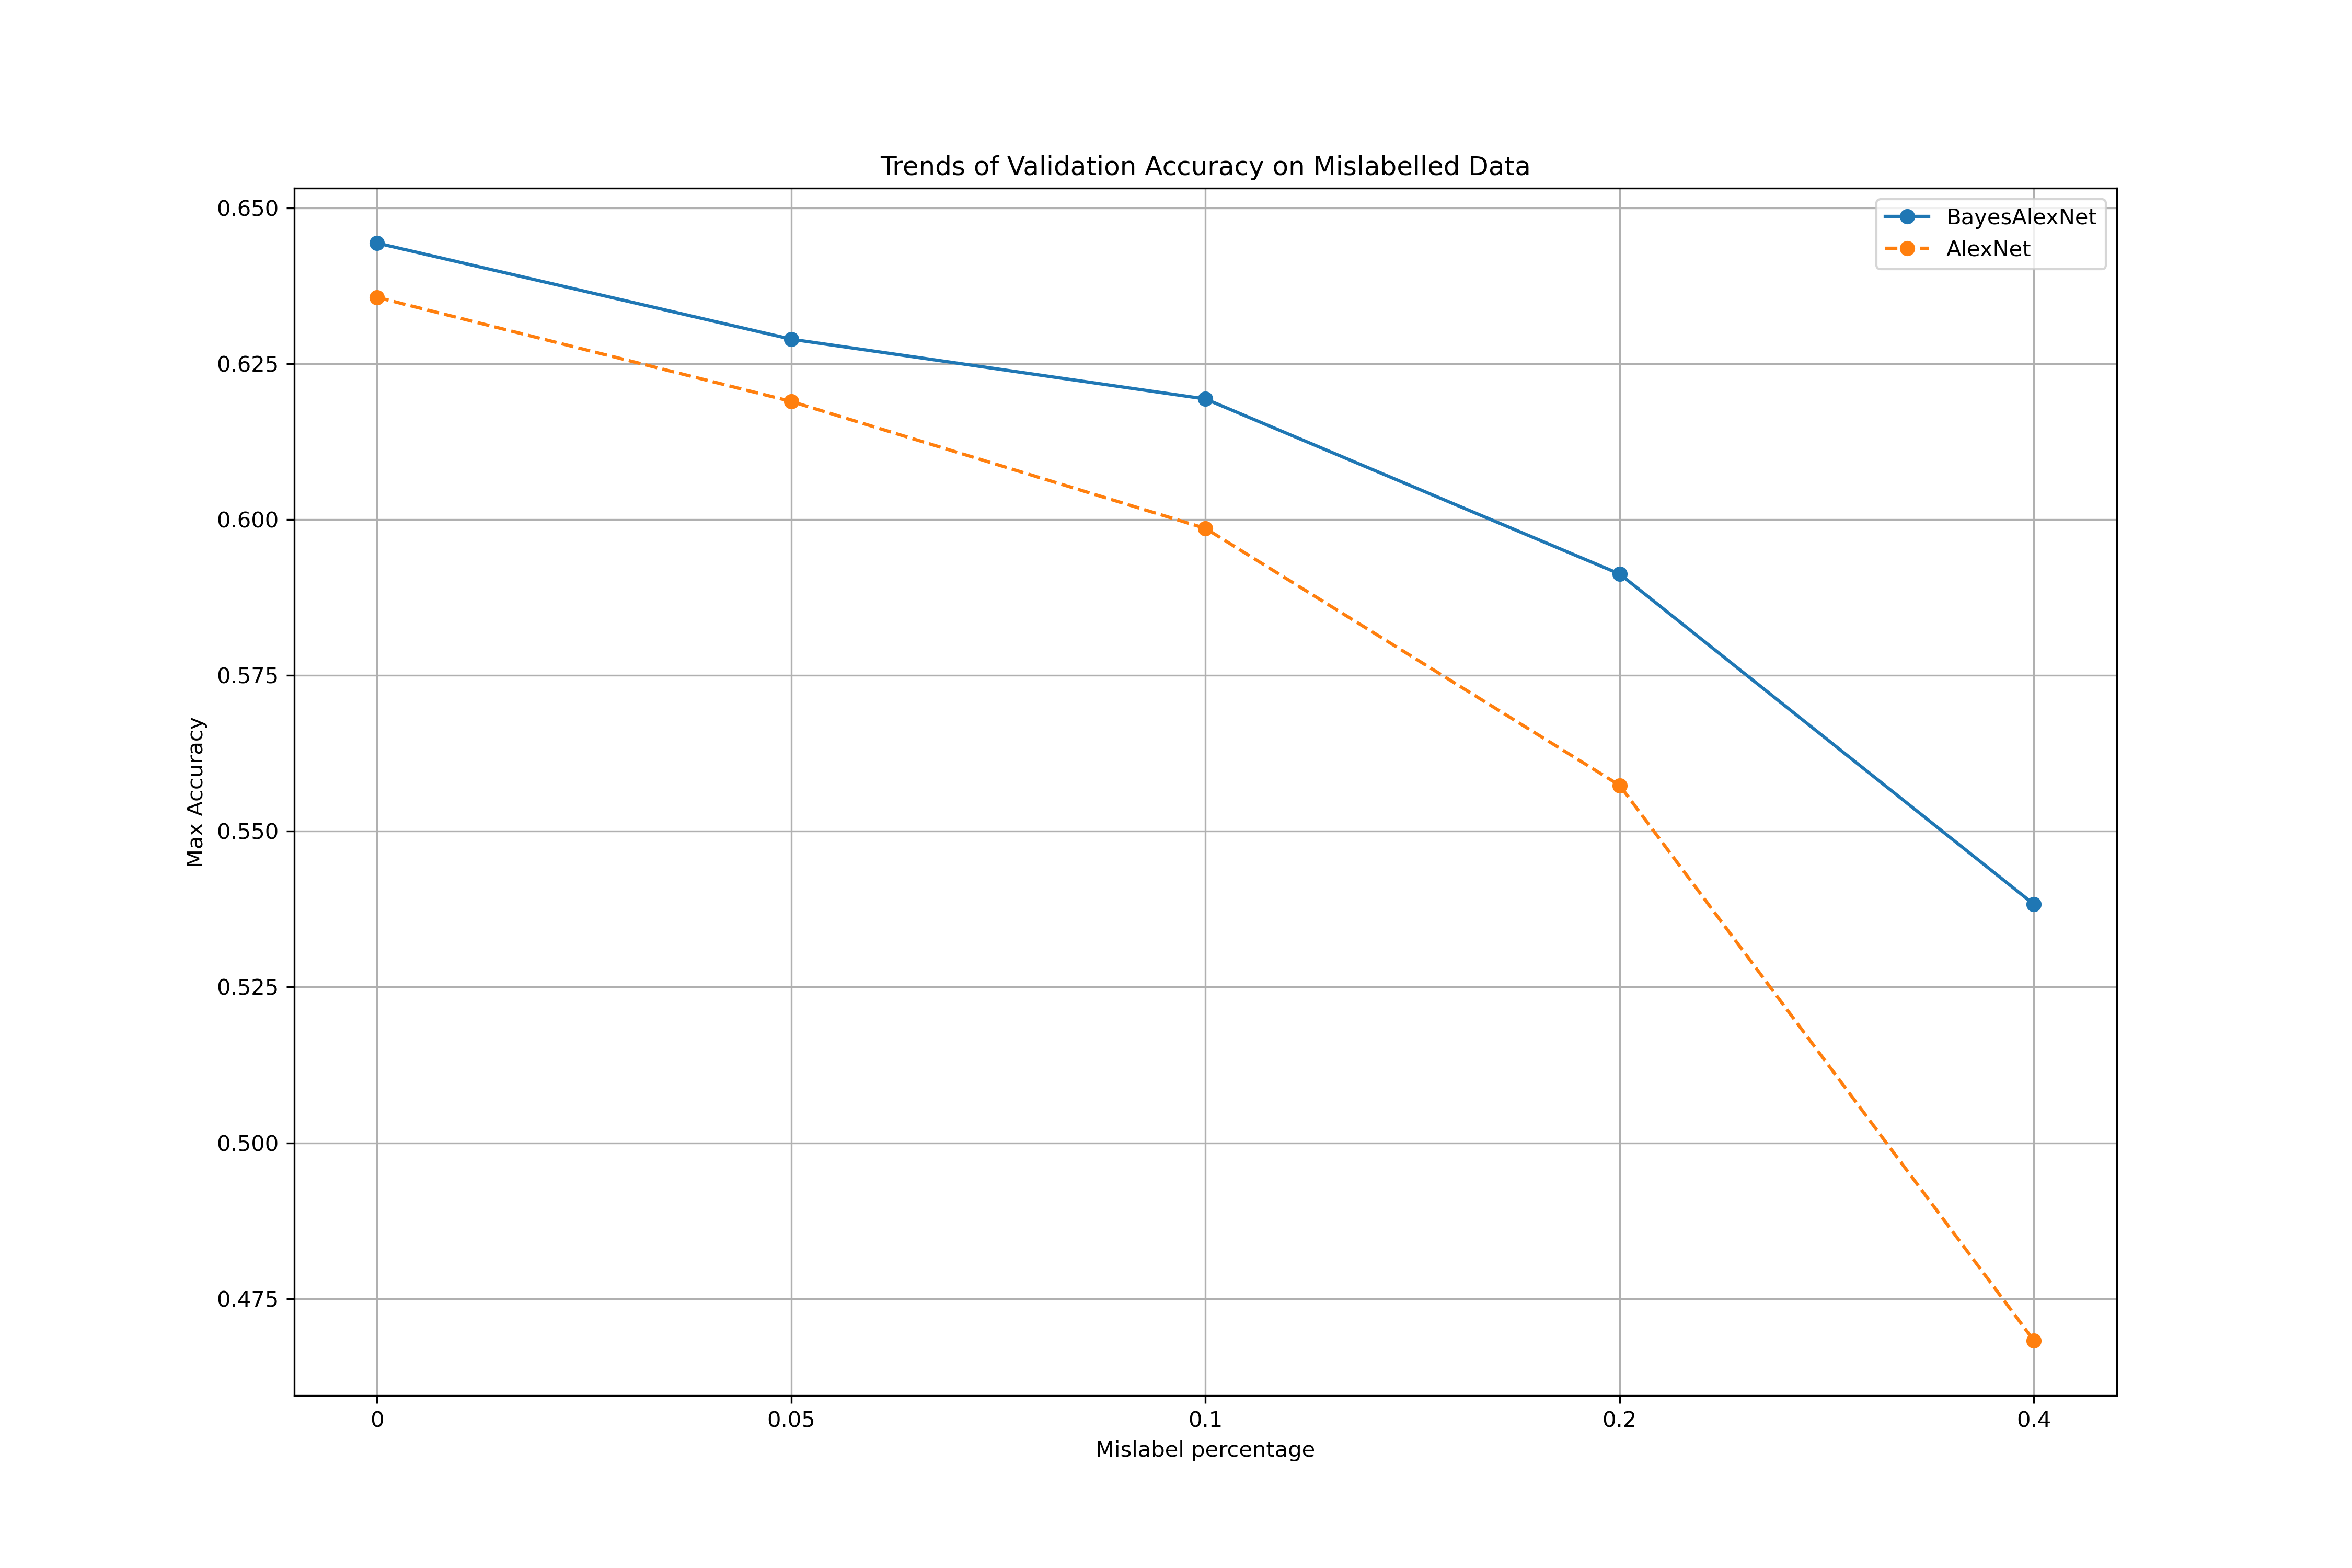 Trends of Validation Accuracy on Mislabelled Data
BayesAlexNet
AlexNet
Max Accuracy
0.650
0.625
0.600
0.575
0.550
0.525
0.500
0.475
0
0.05
0.1
0.2
0.4
Mislabel percentage